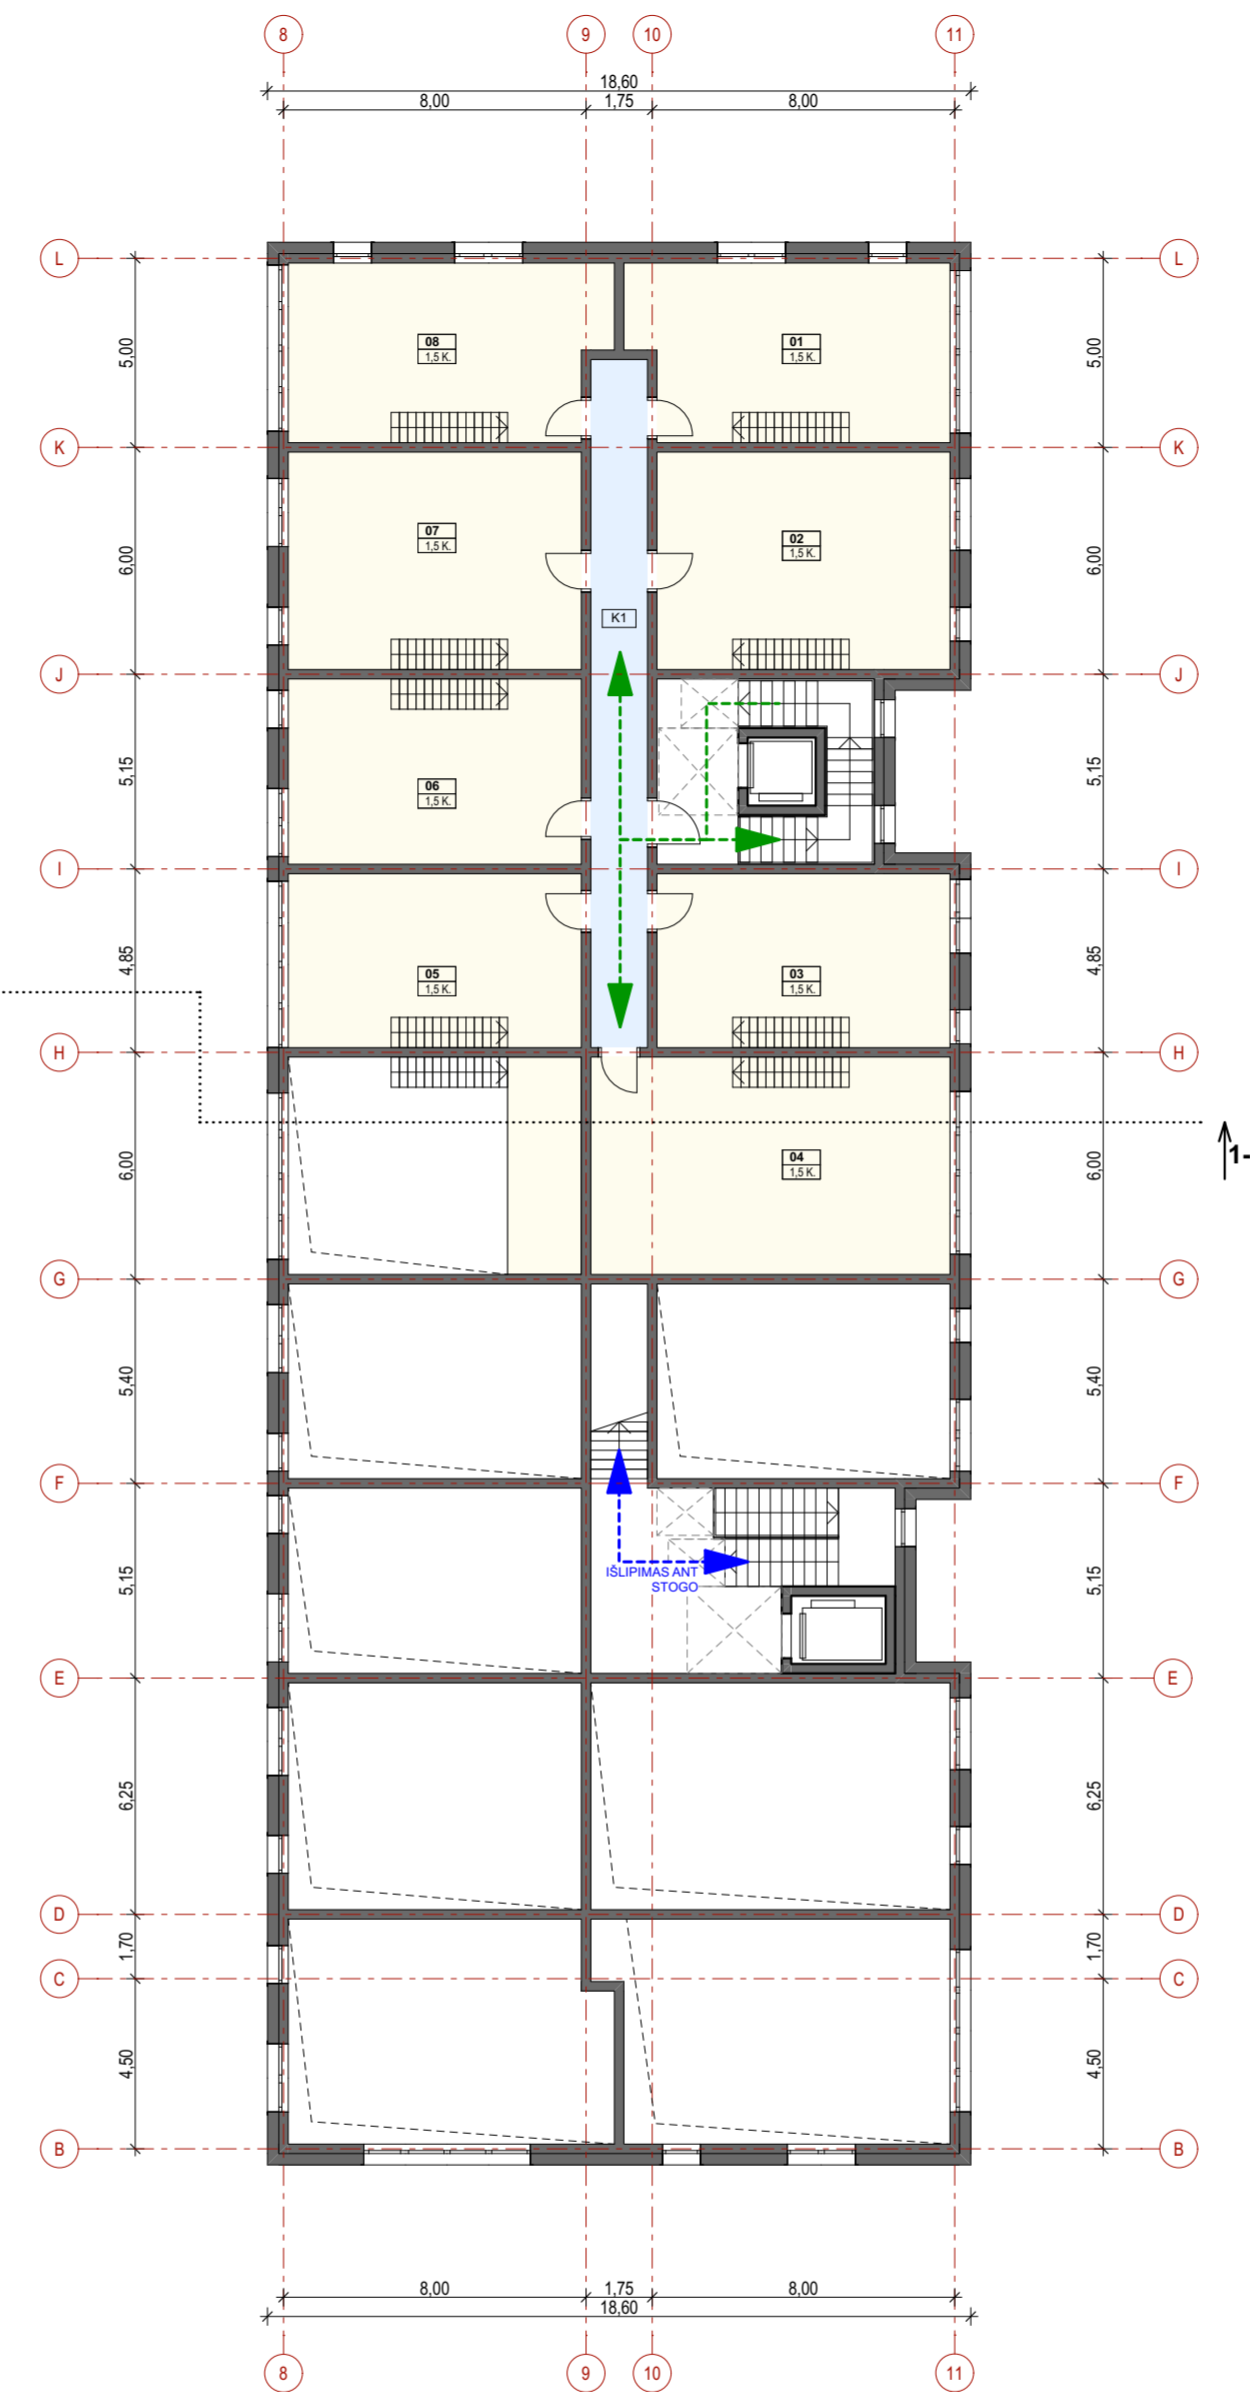 8 9 10 11
18,60
8,00 1,75 8,00
L L
5,00 5,00
08 01
1,5 K. 1,5 K.
K K
07 02
1,5 K. 1,5 K.
6,00 6,00
K1
J J
5,15 5,15
06
1,5 K.
I I
4,85 4,85
05 03
1,5 K. 1,5 K.
H H
6,00 6,00
04
1,5 K.
1-
G G
5,40 5,40
F F
IŠLIPIMAS ANT
STOGO
5,15 5,15
E E
6,25 6,25
D D
1,70 1,70
C C
4,50 4,50
B B
8,00 1,75 8,00
18,60
8 9 10 11